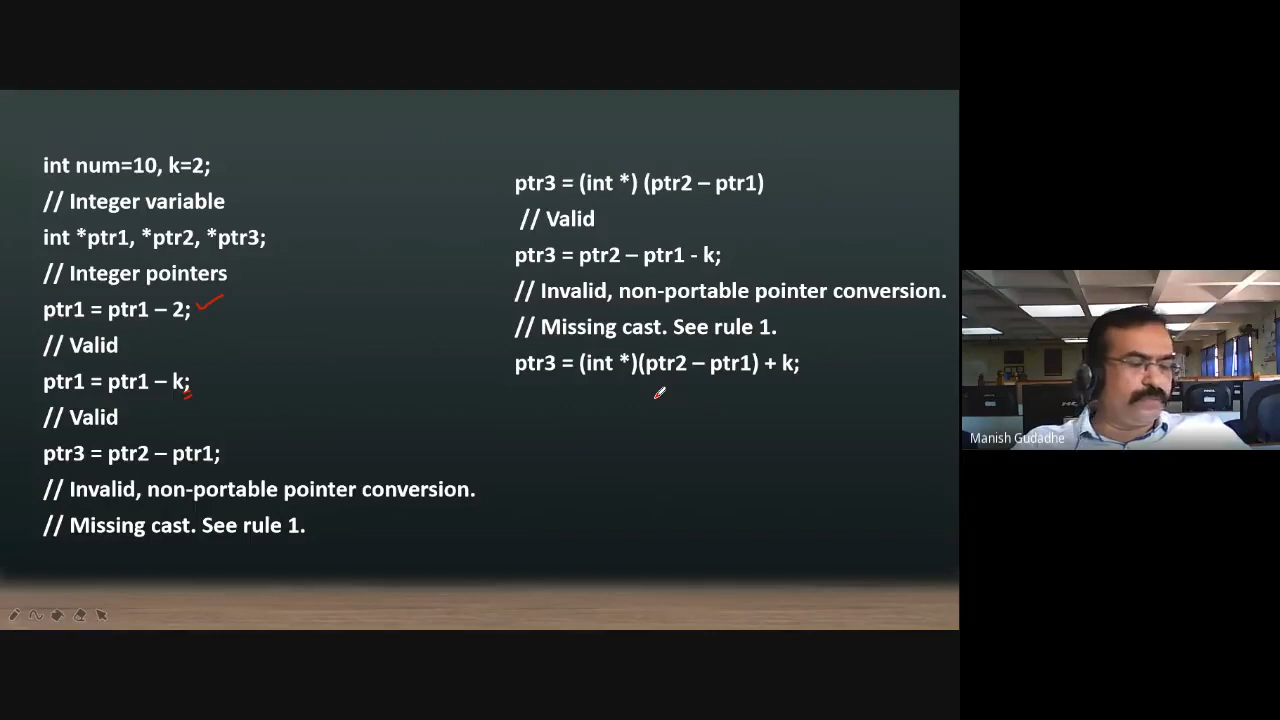 int num=10, k=2;
// Integer variable
int *ptr1, *ptr2, *ptr3;
// Integer pointers
ptr1 = ptr1 – 2;
// Valid
ptr1 = ptr1 – k;
// Valid
ptr3 = ptr2 – ptr1;
// Invalid, non-portable pointer conversion.
// Missing cast. See rule 1.
ptr3 = (int *) (ptr2 – ptr1)
// Valid
ptr3 = ptr2 – ptr1 - k;
// Invalid, non-portable pointer conversion.
// Missing cast. See rule 1.
ptr3 = (int *)(ptr2 – ptr1) + k;
Manish Gudadhe